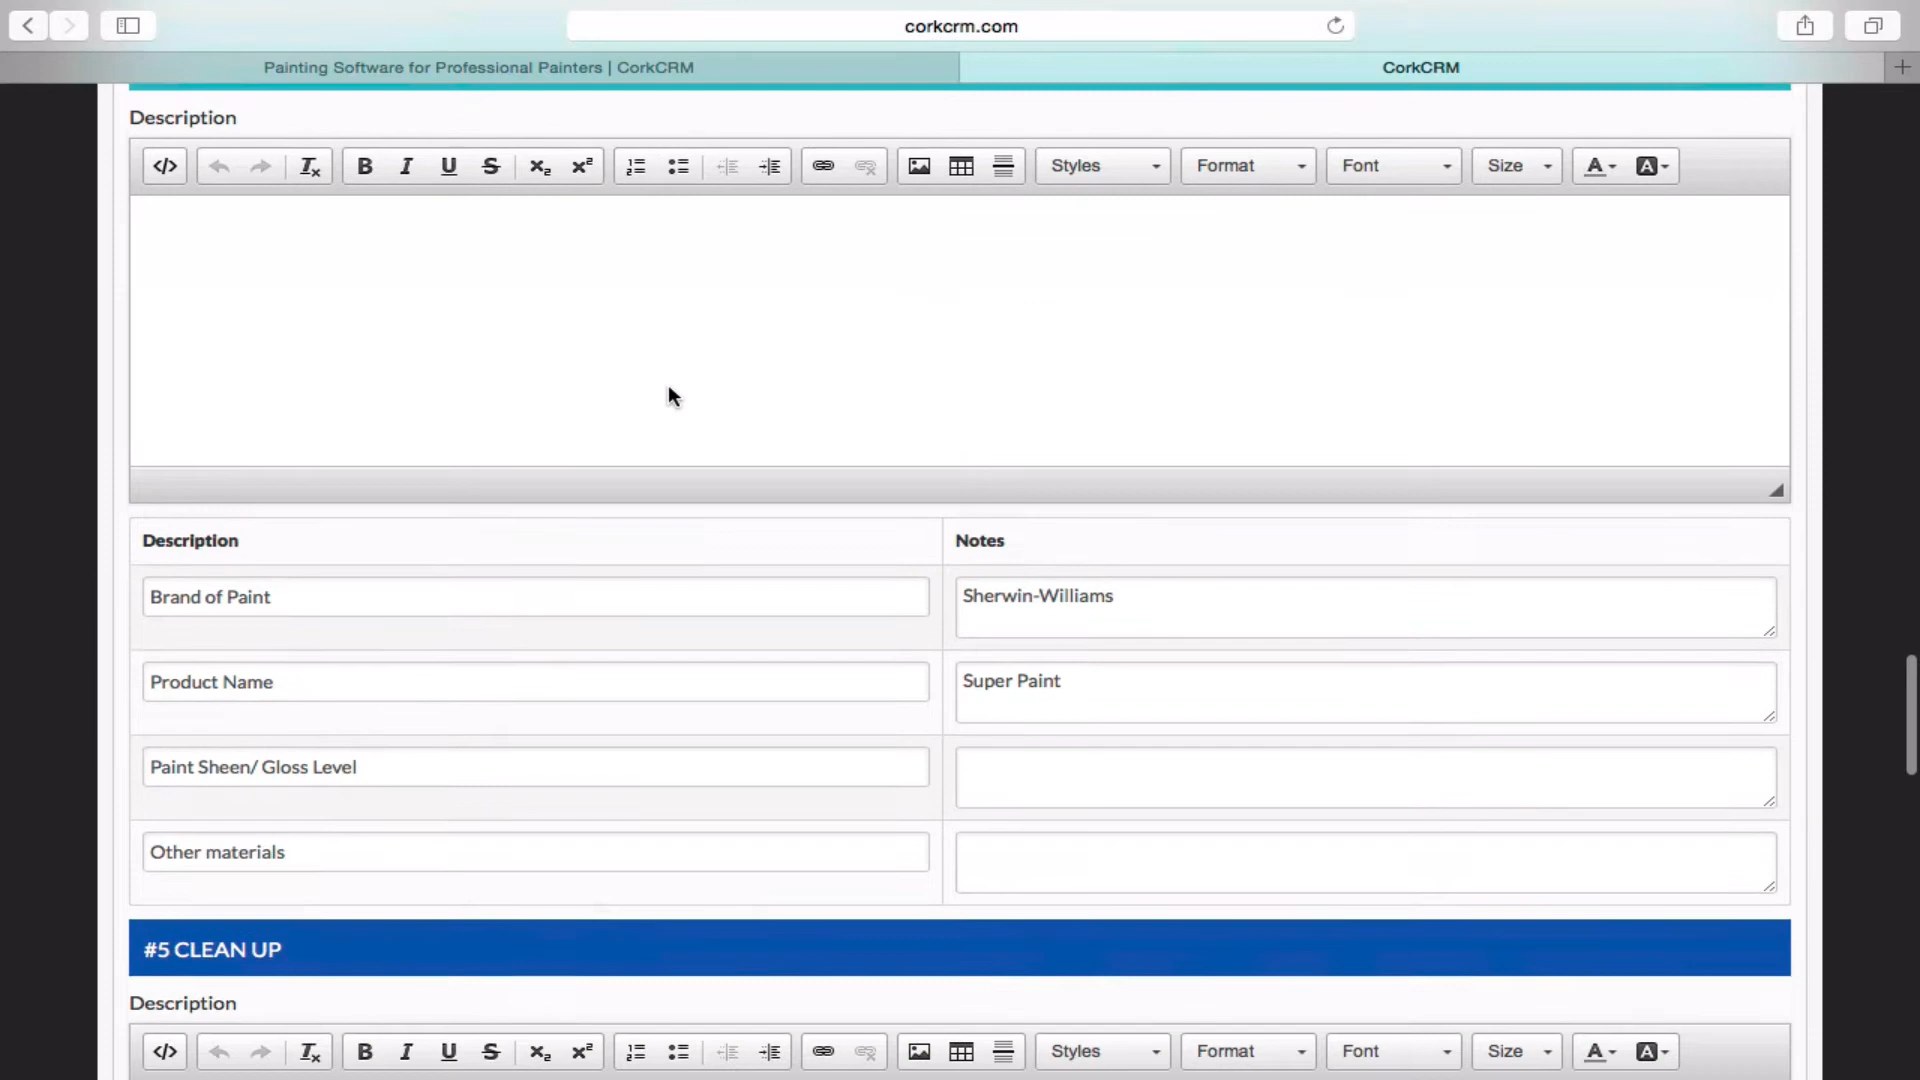 corkcrm.com
Painting Software for Professional Painters | CorkCRM
CorkCRM
Description
Styles Format Font Size
Description Notes
Brand of Paint Sherwin-Williams
Product Name Super Paint
Paint Sheen/ Gloss Level
Other materials
#5 CLEAN UP
Description
Styles Format Font Size